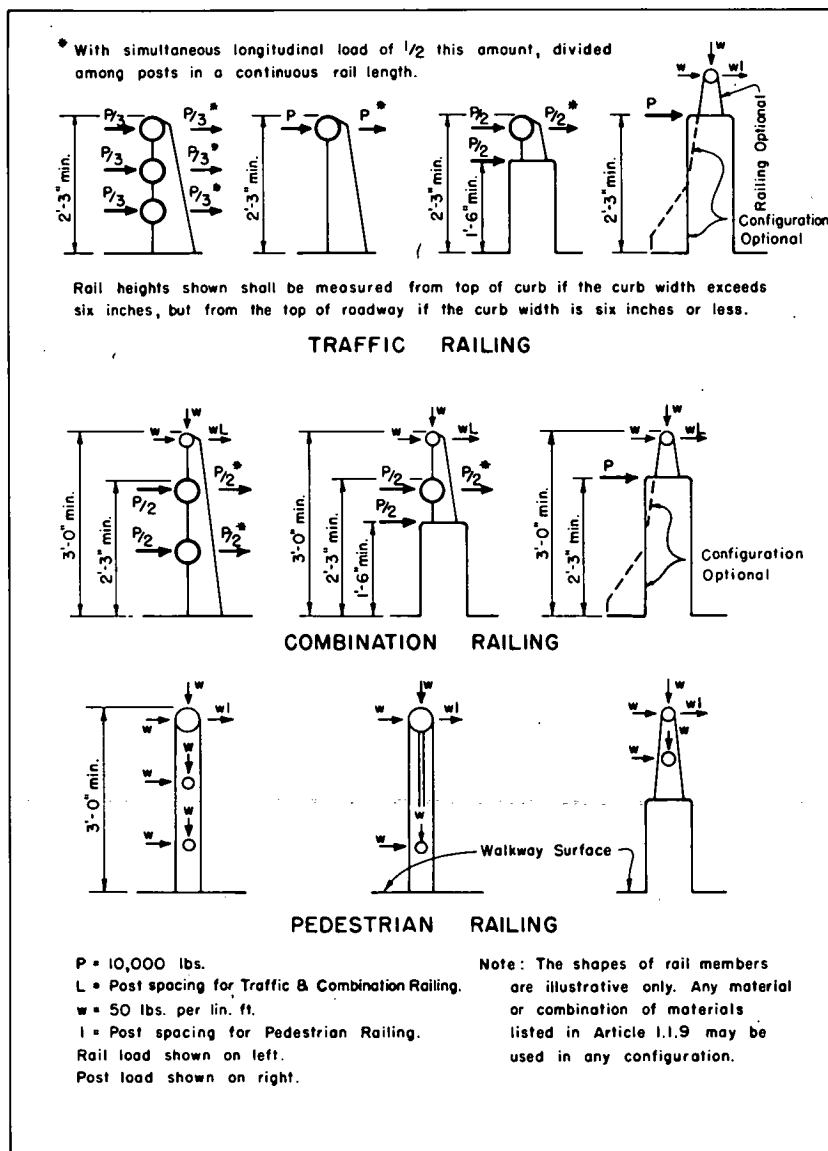 * With simultaneous longitudinal load of 1/2 this amount, divided
among posts in a continuous rail length.
w
w wl
P/3 P/3*
P/3 P/3*
P/3 P/3*
2'-3" min.
P P*
2'-3" min.
P/2 P/2*
P/2
2'-3" min.
1'-6" min.
P
2'-3" min.
Railing Optional
Configuration
Optional
Rail heights shown shall be measured from top of curb if the curb width exceeds
six inches, but from the top of roadway if the curb width is six inches or less.
TRAFFIC RAILING
w
w wL
P/2 P/2*
P/2 P/2*
3'-0" min.
2'-3" min.
w
w wL
P/2 P/2*
P/2
3'-0" min.
2'-3" min.
1'-6" min.
w
w wL
P
3'-0" min.
2'-3" min.
Configuration
Optional
COMBINATION RAILING
w
w wl
w
w
w
w
3'-0" min.
w
w wl
w
w
w
w wl
w
w
Walkway Surface
PEDESTRIAN RAILING
P = 10,000 lbs.
L = Post spacing for Traffic & Combination Railing.
w = 50 lbs. per lin. ft.
l = Post spacing for Pedestrian Railing.
Rail load shown on left.
Post load shown on right.
Note: The shapes of rail members
are illustrative only. Any material
or combination of materials
listed in Article 1.1.9 may be
used in any configuration.